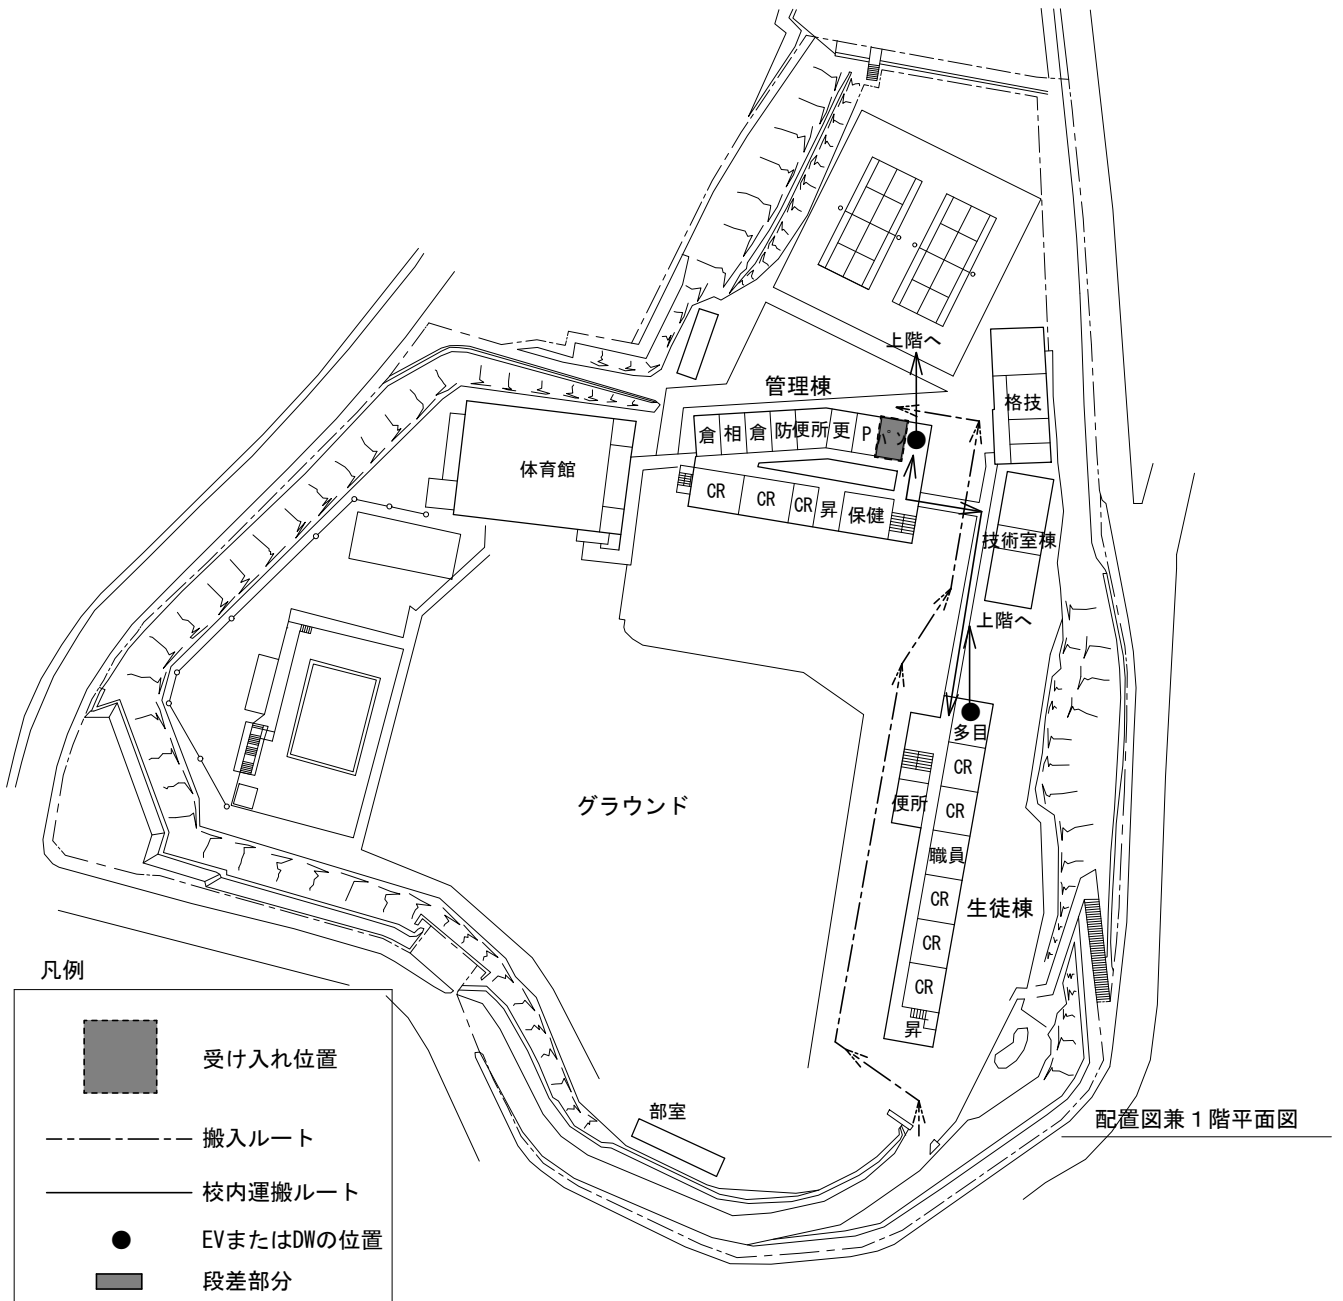 上階へ
管理棟
格技
倉 相 倉 防 便所 更 P パン
体育館
CR CR CR 昇 保健
技術室棟
上階へ
多目
CR
グラウンド
便所
CR
職員
CR
生徒棟
CR
CR
昇
凡例
受け入れ位置
搬入ルート
校内運搬ルート
EVまたはDWの位置
段差部分
部室
配置図兼1階平面図